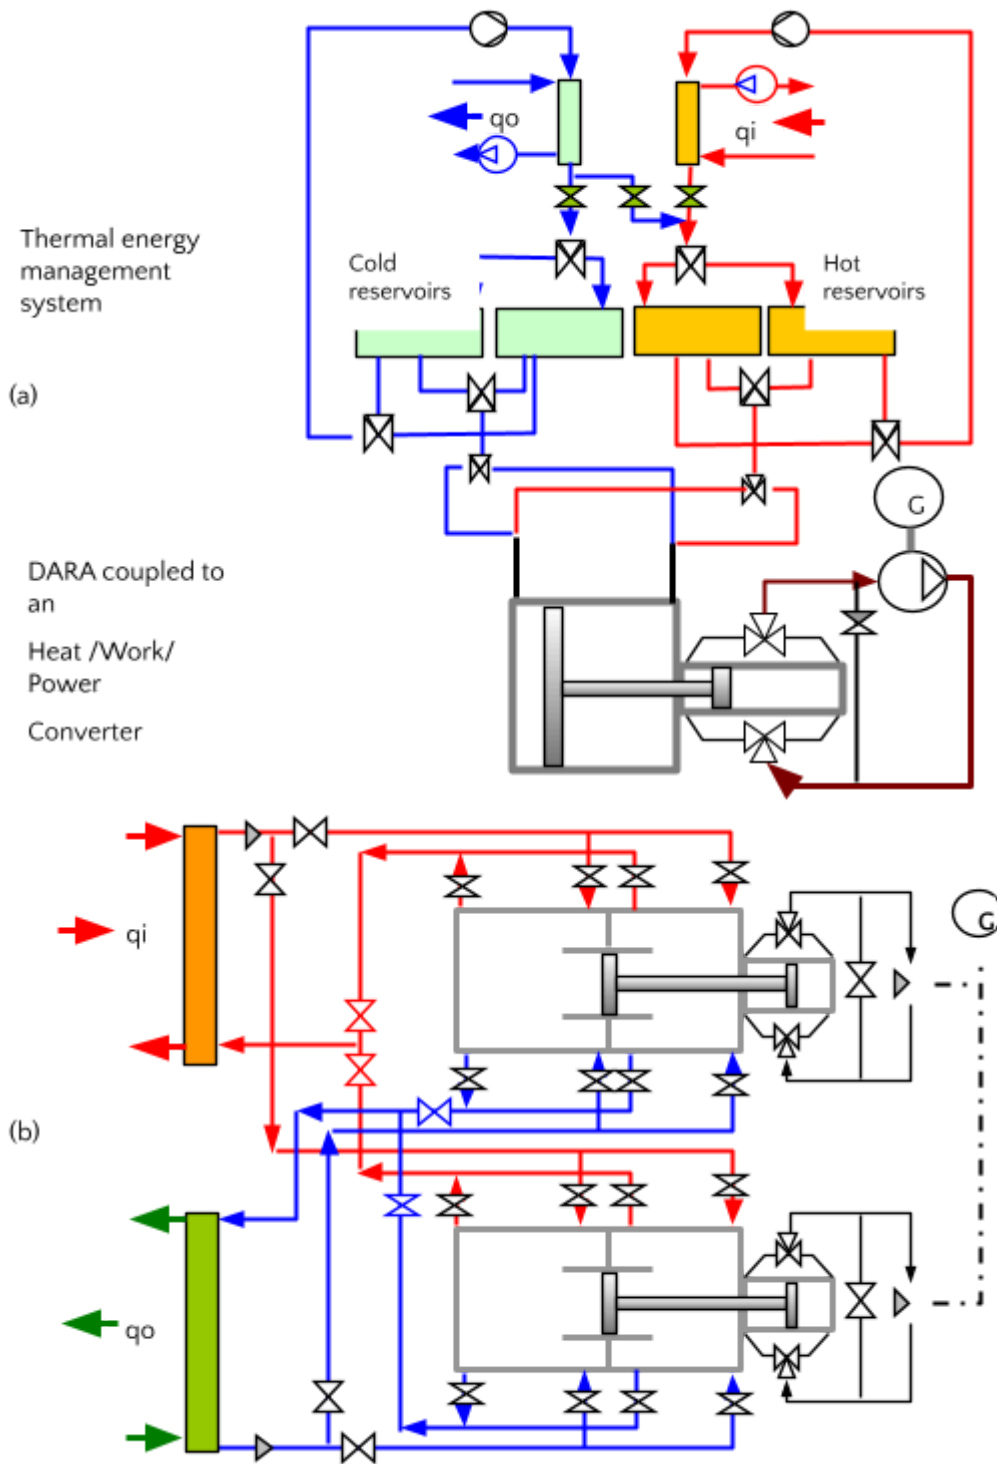 qo
qi
Thermal energy
management
system
Cold
reservoirs
Hot
reservoirs
(a)
G
DARA coupled to
an
Heat /Work/
Power
Converter
qi
G
(b)
qo